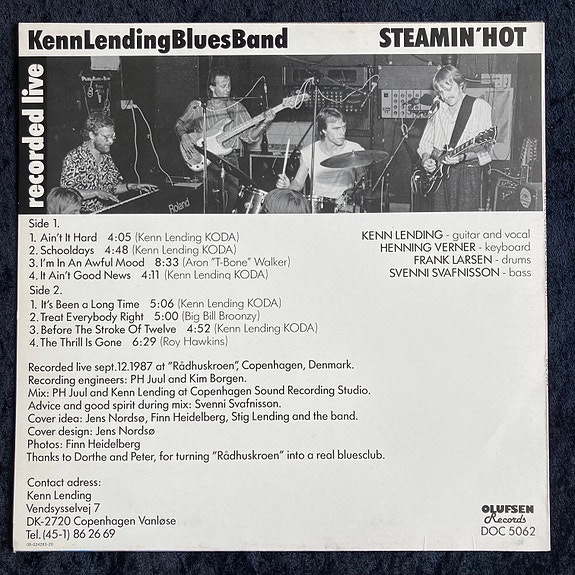 KennLendingBluesBand
STEAMIN'HOT
recorded live
Roland
Side 1.
1. Ain't It Hard 4:05 (Kenn Lending KODA)
2. Schooldays 4:48 (Kenn Lending KODA)
3. I'm In An Awful Mood 8:33 (Aron "T-Bone" Walker)
4. It Ain't Good News 4:11 (Kenn Lending KODA)
Side 2.
1. It's Been a Long Time 5:06 (Kenn Lending KODA)
2. Treat Everybody Right 5:00 (Big Bill Broonzy)
3. Before The Stroke Of Twelve 4:52 (Kenn Lending KODA)
4. The Thrill Is Gone 6:29 (Roy Hawkins)
KENN LENDING - guitar and vocal
HENNING VERNER - keyboard
FRANK LARSEN - drums
SVENNI SVAFNISSON - bass
Recorded live sept.12.1987 at "Rådhuskroen", Copenhagen, Denmark.
Recording engineers: PH Juul and Kim Borgen.
Mix: PH Juul and Kenn Lending at Copenhagen Sound Recording Studio.
Advice and good spirit during mix: Svenni Svafnisson.
Cover idea: Jens Nordsø, Finn Heidelberg, Stig Lending and the band.
Cover design: Jens Nordsø
Photos: Finn Heidelberg
Thanks to Dorthe and Peter, for turning "Rådhuskroen" into a real bluesclub.
Contact adress:
Kenn Lending
Vendsysselvej 7
DK-2720 Copenhagen Vanløse
Tel. (45-1) 86 26 69
OLUFSEN
Records
DOC 5062